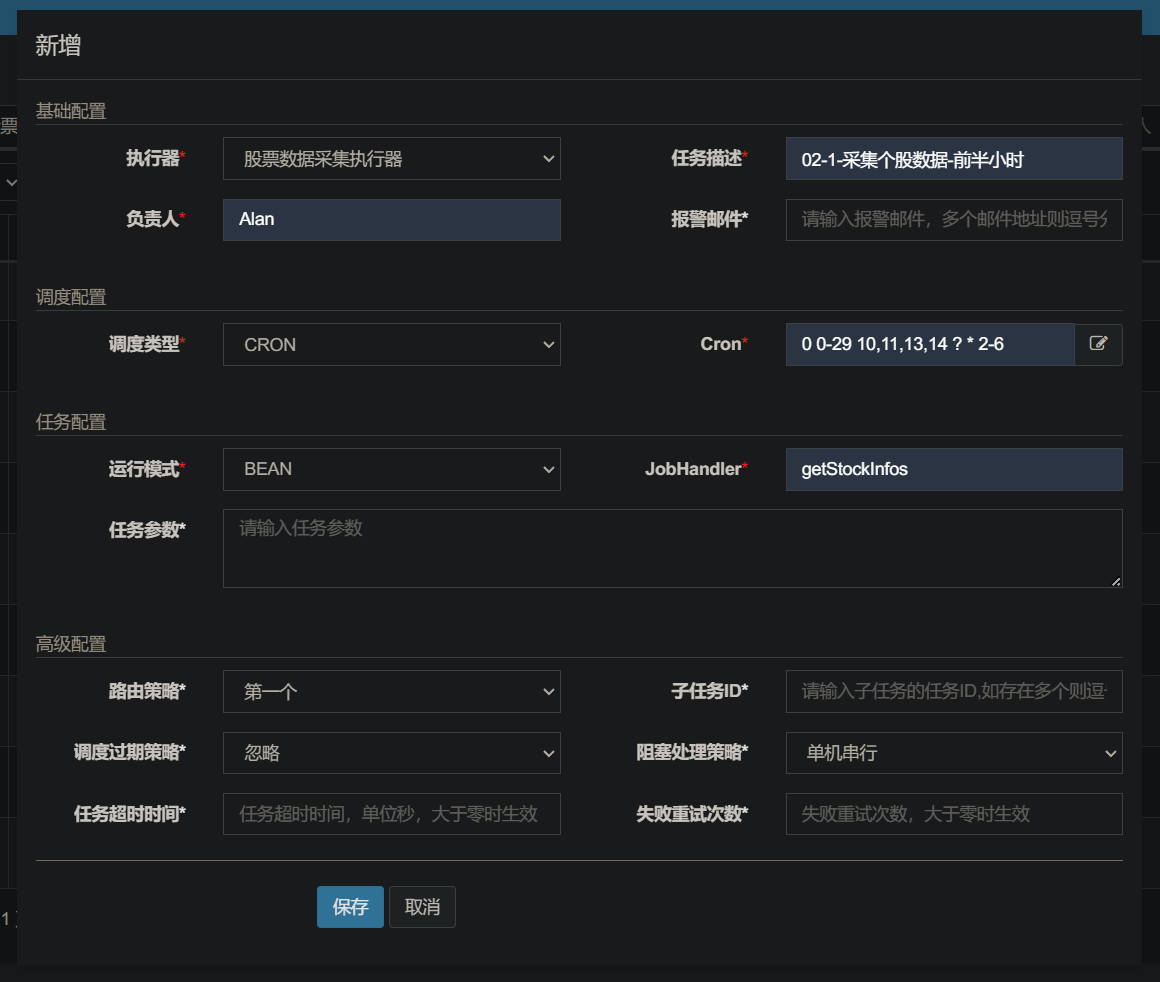 新增
基础配置
执行器* 股票数据采集执行器 任务描述* 02-1-采集个股数据-前半小时
负责人* Alan 报警邮件* 请输入报警邮件，多个邮件地址则逗号分
调度配置
调度类型* CRON Cron* 0 0-29 10,11,13,14 ? * 2-6
任务配置
运行模式* BEAN JobHandler* getStockInfos
任务参数* 请输入任务参数
高级配置
路由策略* 第一个 子任务ID* 请输入子任务的任务ID,如存在多个则逗
调度过期策略* 忽略 阻塞处理策略* 单机串行
任务超时时间* 任务超时时间，单位秒，大于零时生效 失败重试次数* 失败重试次数，大于零时生效
保存 取消
票
1